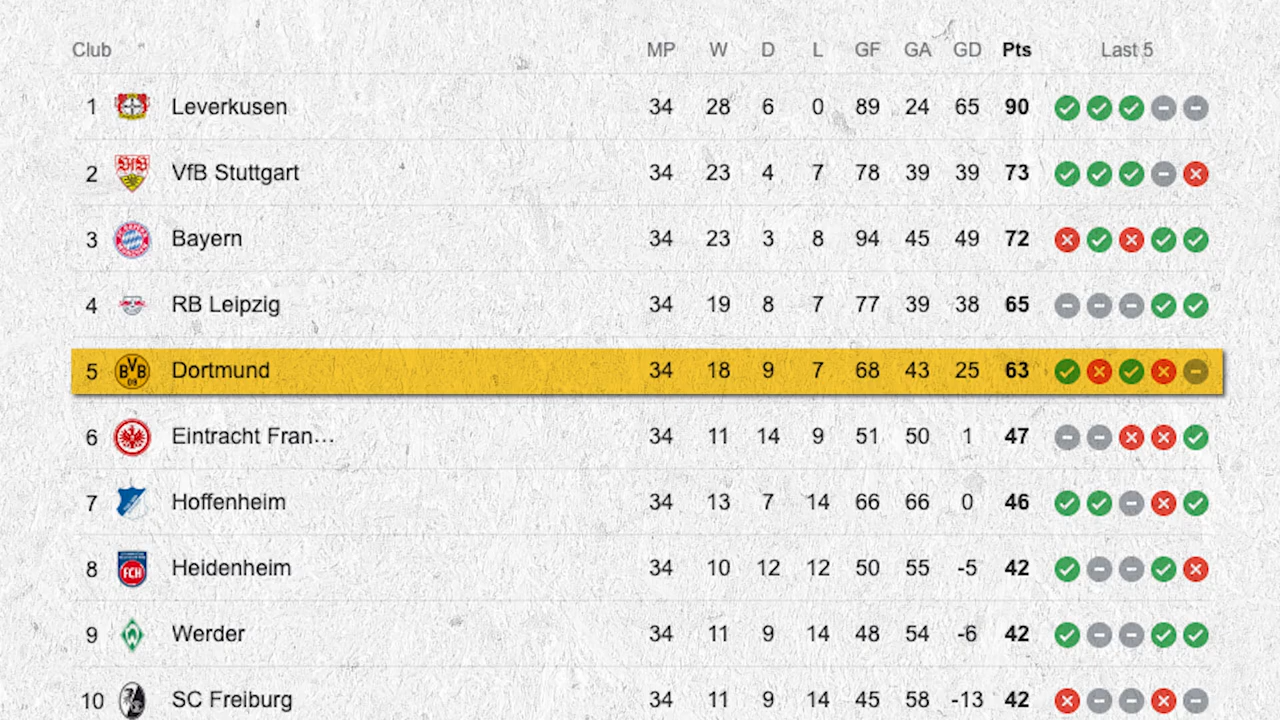 Club MP W D L GF GA GD Pts Last 5
1 Leverkusen 34 28 6 0 89 24 65 90
2 VfB Stuttgart 34 23 4 7 78 39 39 73
3 Bayern 34 23 3 8 94 45 49 72
4 RB Leipzig 34 19 8 7 77 39 38 65
5 BVB 09 Dortmund 34 18 9 7 68 43 25 63
6 Eintracht Fran... 34 11 14 9 51 50 1 47
7 Hoffenheim 34 13 7 14 66 66 0 46
8 FCH Heidenheim 34 10 12 12 50 55 -5 42
9 Werder 34 11 9 14 48 54 -6 42
10 SC Freiburg 34 11 9 14 45 58 -13 42